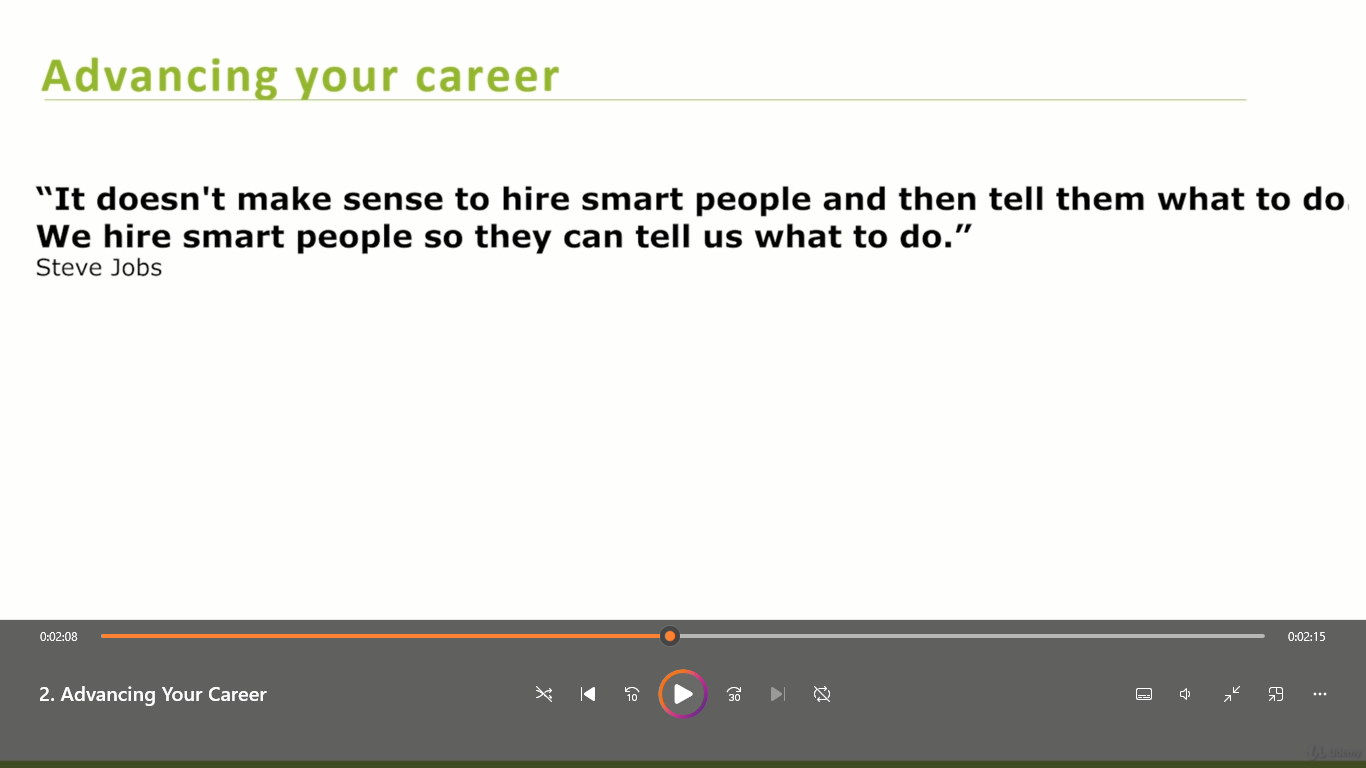 Advancing your career
“It doesn't make sense to hire smart people and then tell them what to do.
We hire smart people so they can tell us what to do.”
Steve Jobs
0:02:08
0:02:15
2. Advancing Your Career
10
30